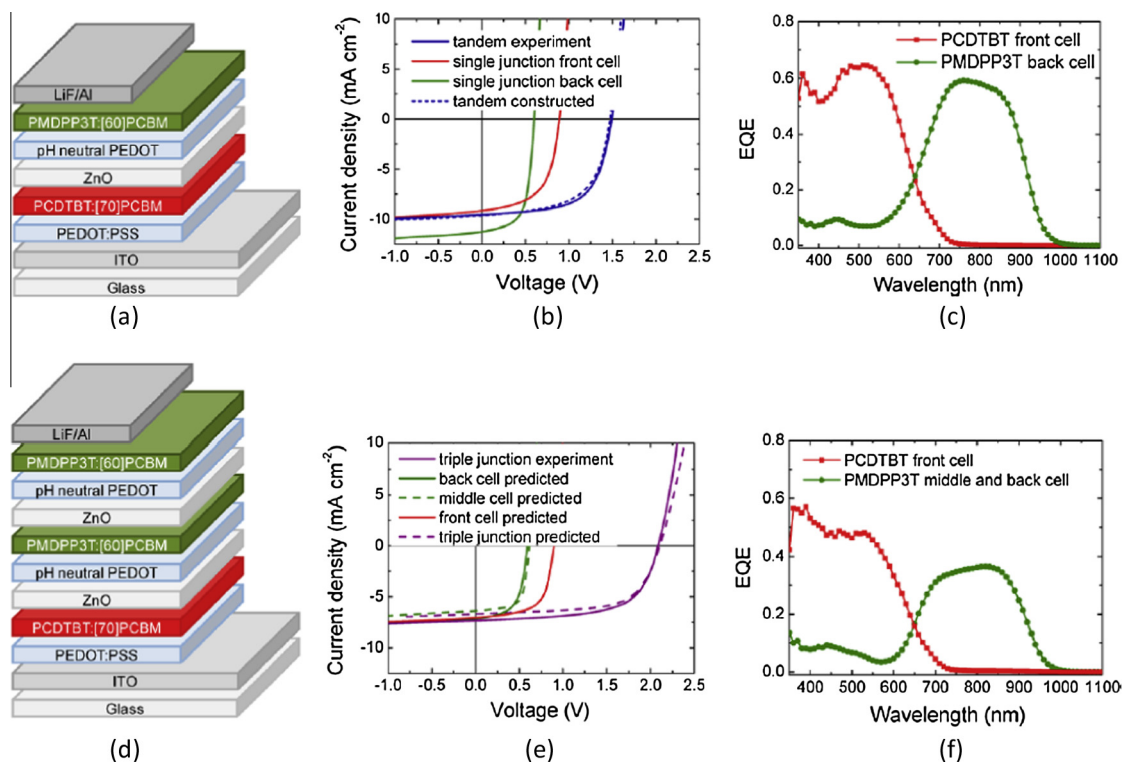 LiF/Al
PMDPP3T:[60]PCBM
pH neutral PEDOT
ZnO
PCDTBT:[70]PCBM
PEDOT:PSS
ITO
Glass
(a)
10
5
0
-5
-10
-1.0
-0.5
0.0
0.5
1.0
1.5
2.0
2.5
Current density (mA cm-2)
Voltage (V)
tandem experiment
single junction front cell
single junction back cell
tandem constructed
(b)
0.8
0.6
0.4
0.2
0.0
400 500 600 700 800 900 1000 1100
EQE
Wavelength (nm)
PCDTBT front cell
PMDPP3T back cell
(c)
LiF/Al
PMDPP3T:[60]PCBM
pH neutral PEDOT
ZnO
PMDPP3T:[60]PCBM
pH neutral PEDOT
ZnO
PCDTBT:[70]PCBM
PEDOT:PSS
ITO
Glass
(d)
10
5
0
-5
-10
-1.0
-0.5
0.0
0.5
1.0
1.5
2.0
2.5
Current density (mA cm-2)
Voltage (V)
triple junction experiment
back cell predicted
middle cell predicted
front cell predicted
triple junction predicted
(e)
0.8
0.6
0.4
0.2
0.0
400 500 600 700 800 900 1000 1100
EQE
Wavelength (nm)
PCDTBT front cell
PMDPP3T middle and back cell
(f)